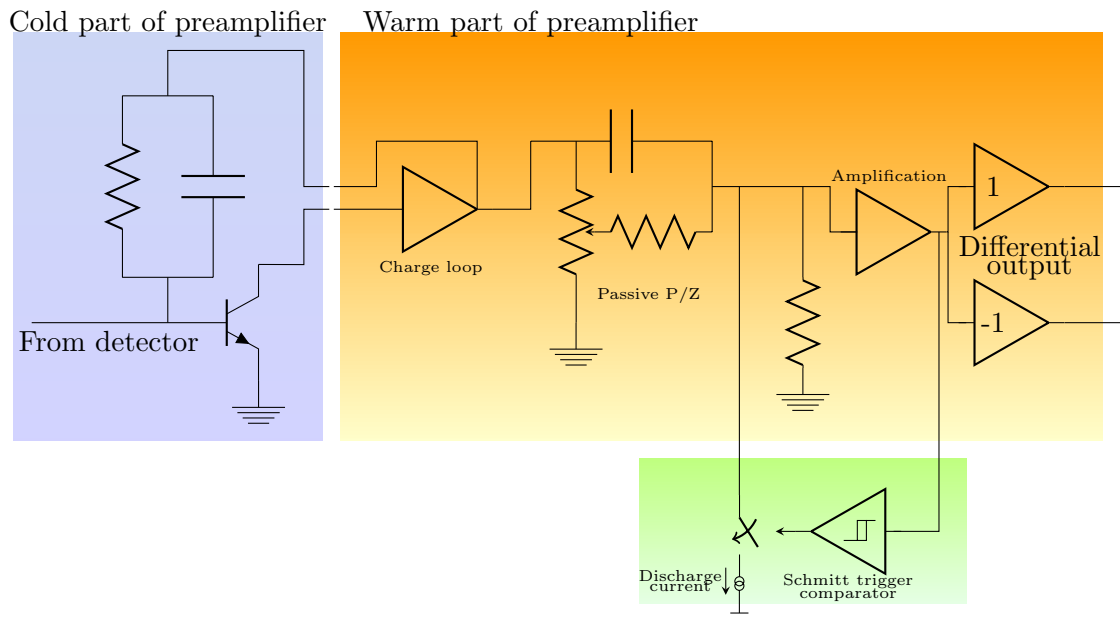 Cold part of preamplifier
Warm part of preamplifier
Amplification
1
Differential
output
Charge loop
Passive P/Z
-1
From detector
Discharge
current
Schmitt trigger
comparator